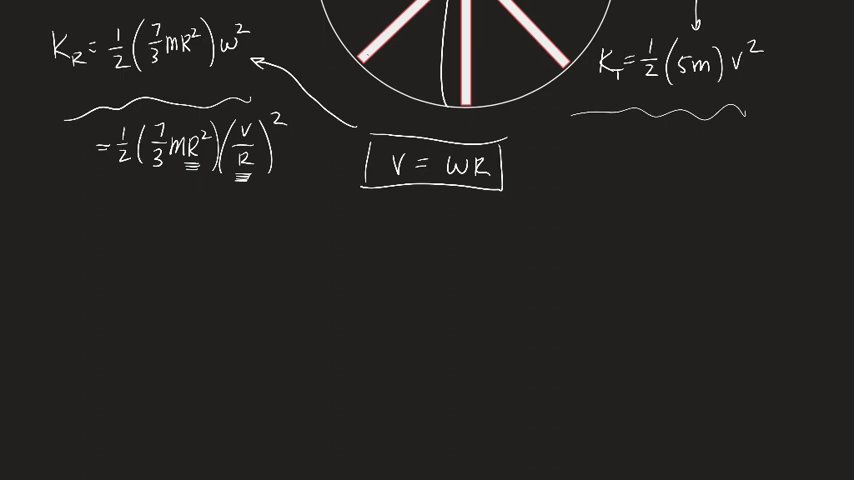 K_R = 1/2 (7/3 mR²) ω²
= 1/2 (7/3 mR²)(v/R)²
V = ωR
K_T = 1/2 (5m) v²